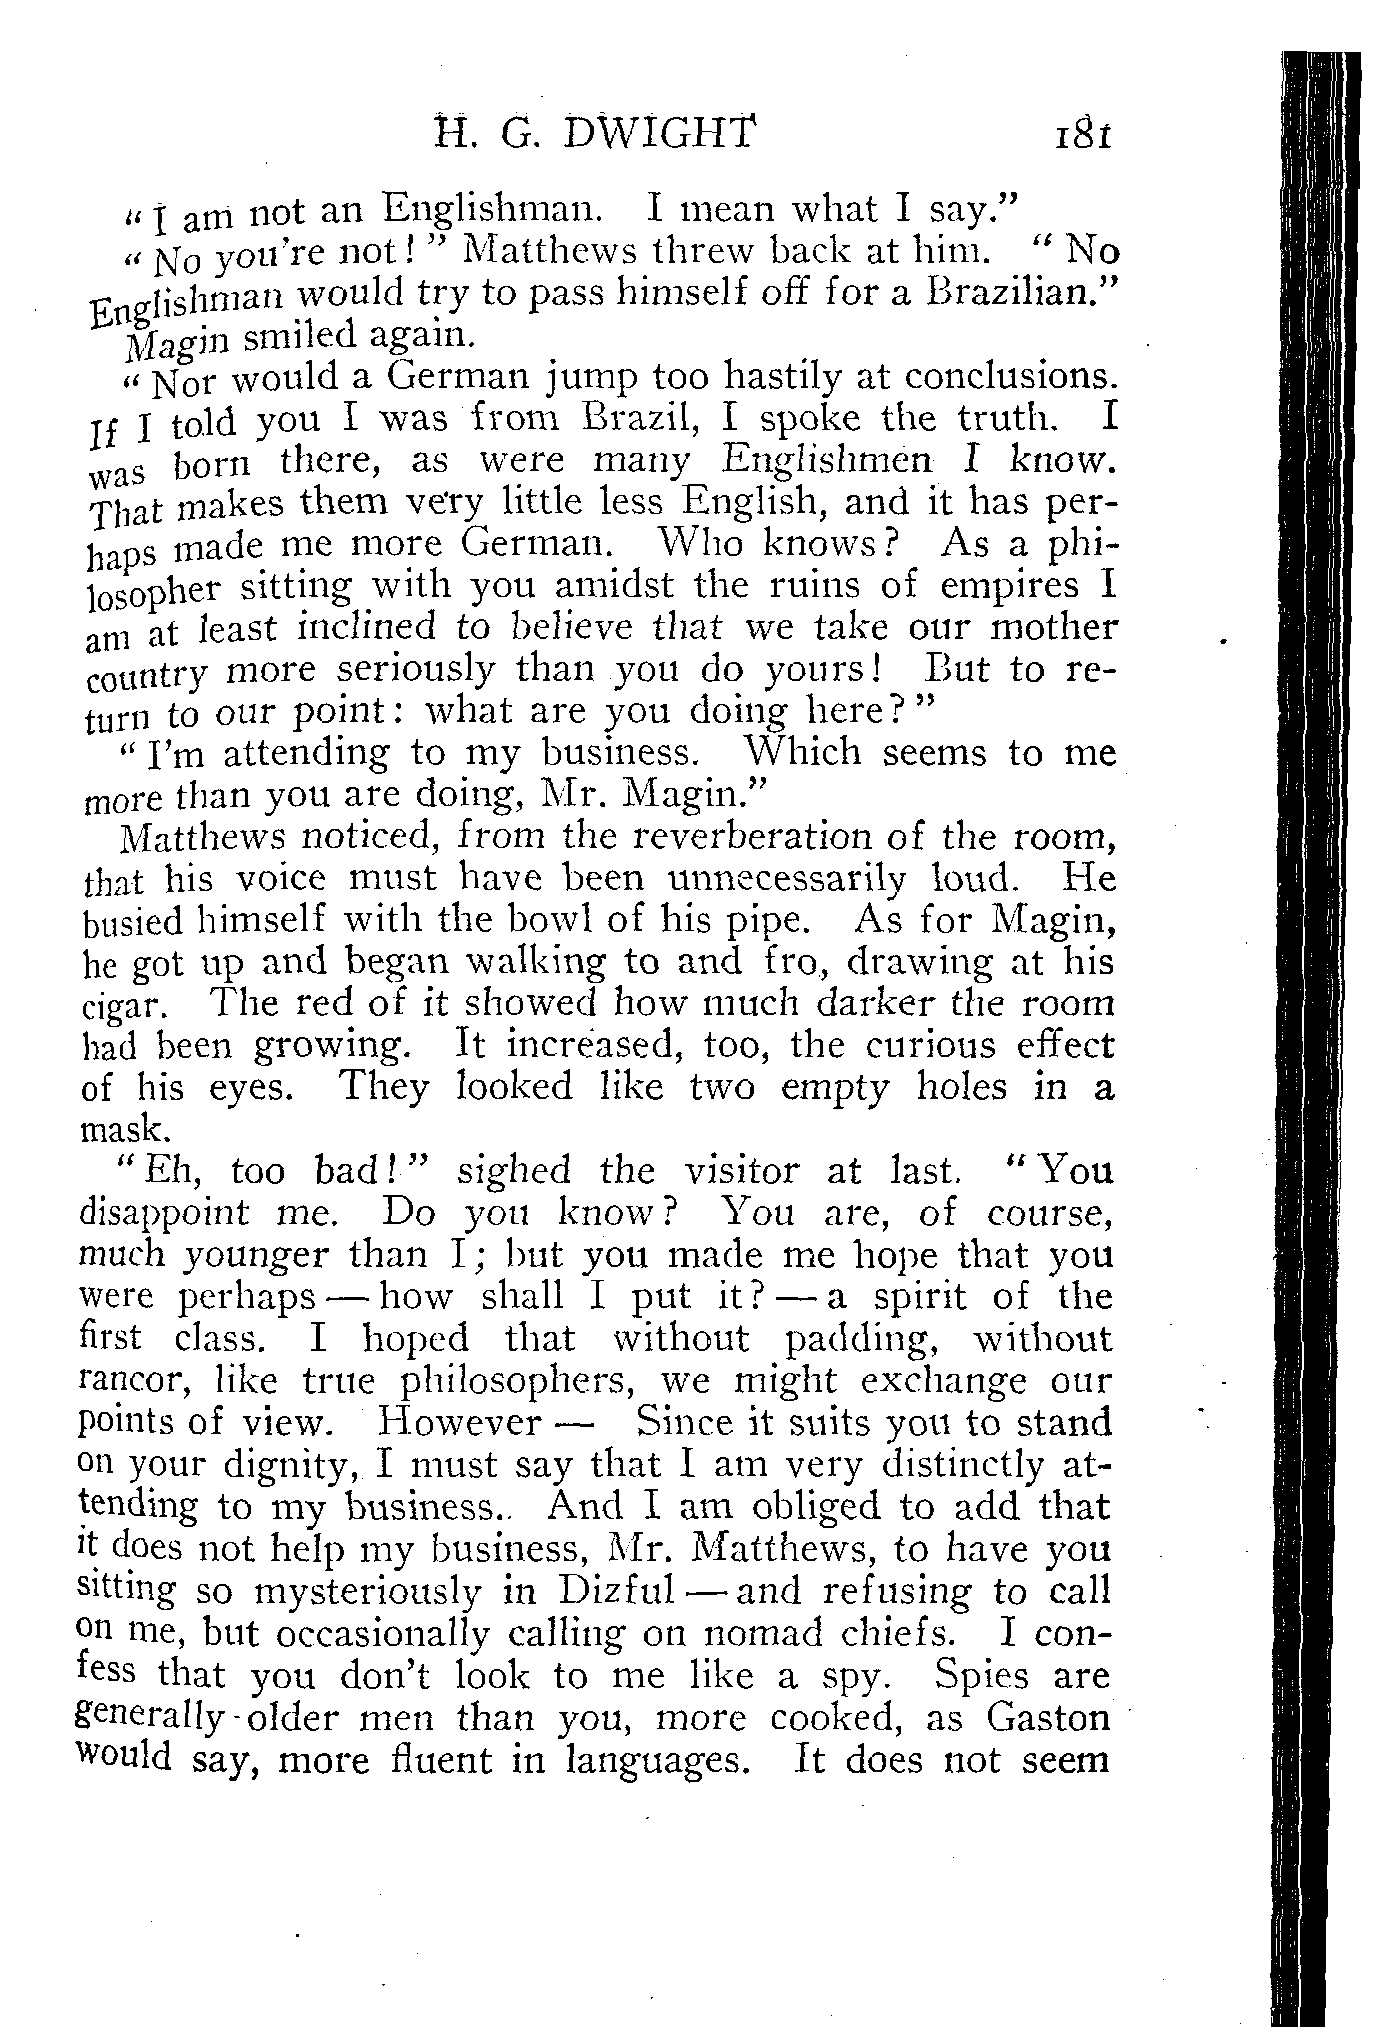 H. G. DWIGHT 181
“ I am not an Englishman. I mean what I say.”
“ No you're not ! ” Matthews threw back at him. “ No
Englishman would try to pass himself off for a Brazilian.”
Magin smiled again.
“ Nor would a German jump too hastily at conclusions.
If I told you I was from Brazil, I spoke the truth. I
was born there, as were many Englishmen I know.
That makes them very little less English, and it has per-
haps made me more German. Who knows? As a phi-
losopher sitting with you amidst the ruins of empires I
am at least inclined to believe that we take our mother
country more seriously than you do yours! But to re-
turn to our point: what are you doing here? ”
“ I'm attending to my business. Which seems to me
more than you are doing, Mr. Magin.”
Matthews noticed, from the reverberation of the room,
that his voice must have been unnecessarily loud. He
busied himself with the bowl of his pipe. As for Magin,
he got up and began walking to and fro, drawing at his
cigar. The red of it showed how much darker the room
had been growing. It increased, too, the curious effect
of his eyes. They looked like two empty holes in a
mask.
“ Eh, too bad! ” sighed the visitor at last. “ You
disappoint me. Do you know? You are, of course,
much younger than I; but you made me hope that you
were perhaps — how shall I put it? — a spirit of the
first class. I hoped that without padding, without
rancor, like true philosophers, we might exchange our
points of view. However — Since it suits you to stand
on your dignity, I must say that I am very distinctly at-
tending to my business. And I am obliged to add that
it does not help my business, Mr. Matthews, to have you
sitting so mysteriously in Dizful — and refusing to call
on me, but occasionally calling on nomad chiefs. I con-
fess that you don't look to me like a spy. Spies are
generally older men than you, more cooked, as Gaston
would say, more fluent in languages. It does not seem